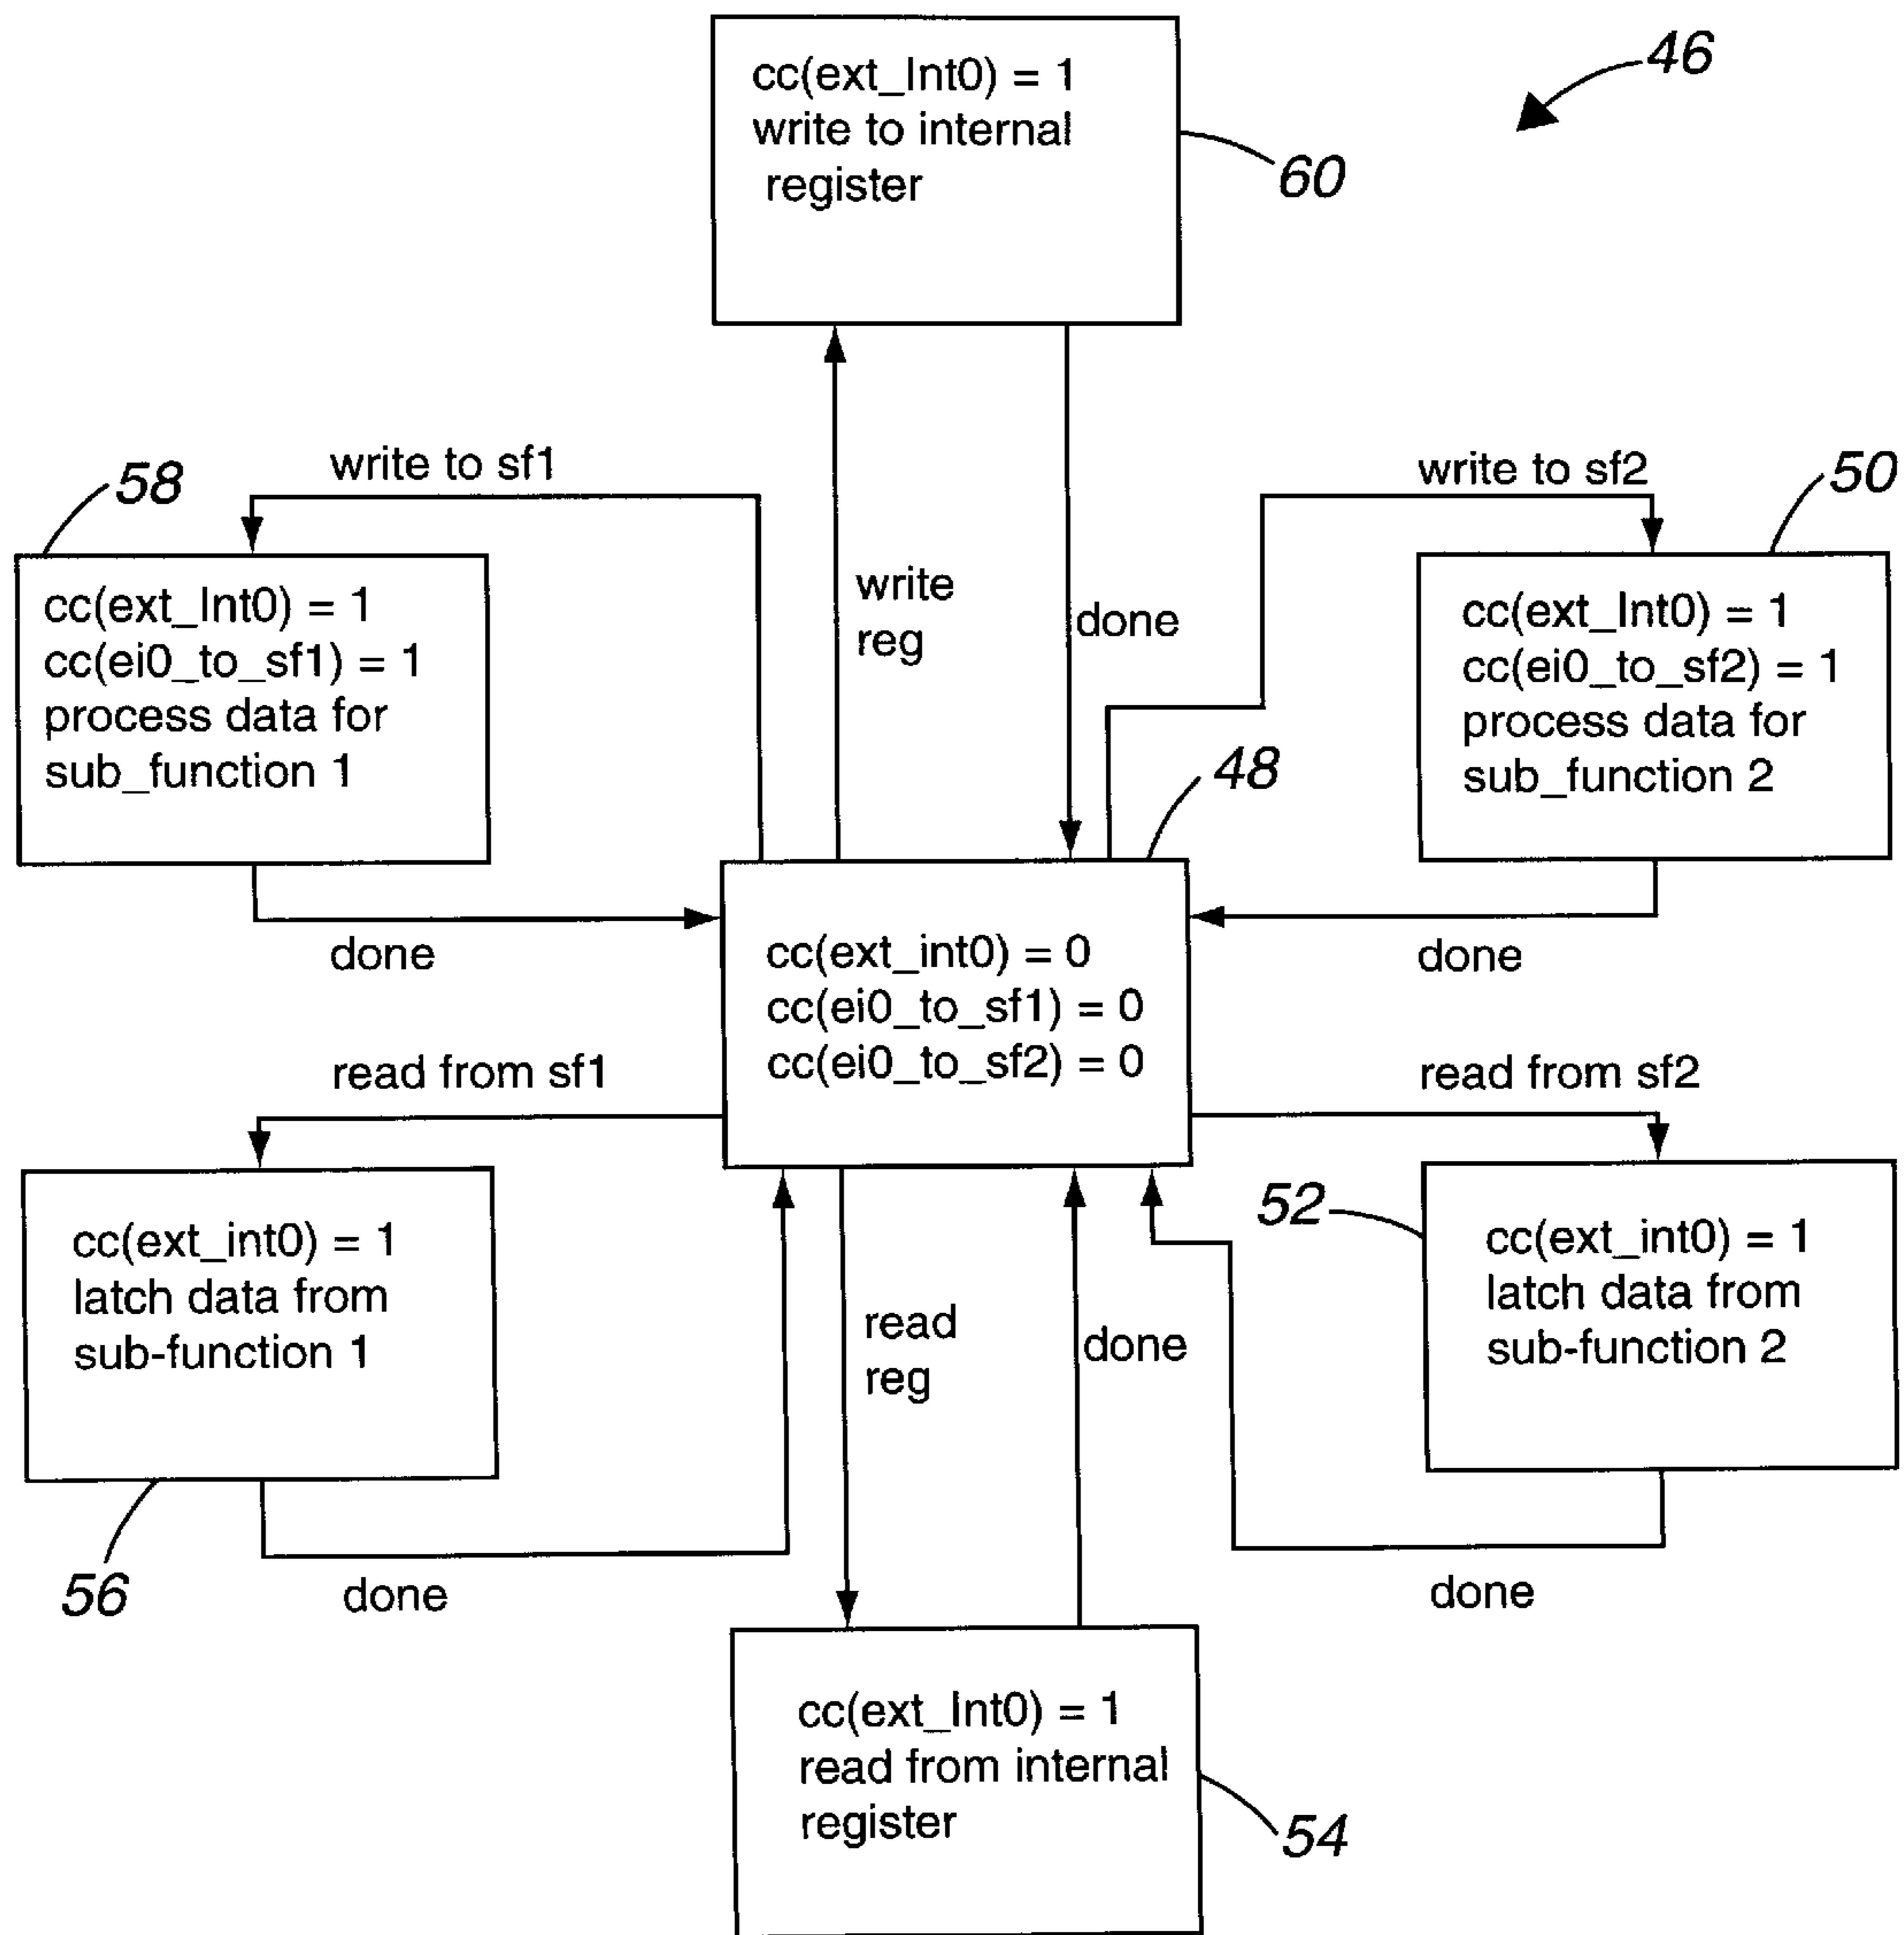 46
cc(ext_Int0) = 1
write to internal
register
60
write to sf1
58
cc(ext_Int0) = 1
cc(ei0_to_sf1) = 1
process data for
sub_function 1
done
write
reg
done
write to sf2
50
cc(ext_Int0) = 1
cc(ei0_to_sf2) = 1
process data for
sub_function 2
done
48
cc(ext_int0) = 0
cc(ei0_to_sf1) = 0
cc(ei0_to_sf2) = 0
read from sf1
cc(ext_int0) = 1
latch data from
sub-function 1
56
done
read
reg
done
read from sf2
52
cc(ext_int0) = 1
latch data from
sub-function 2
done
cc(ext_Int0) = 1
read from internal
register
54